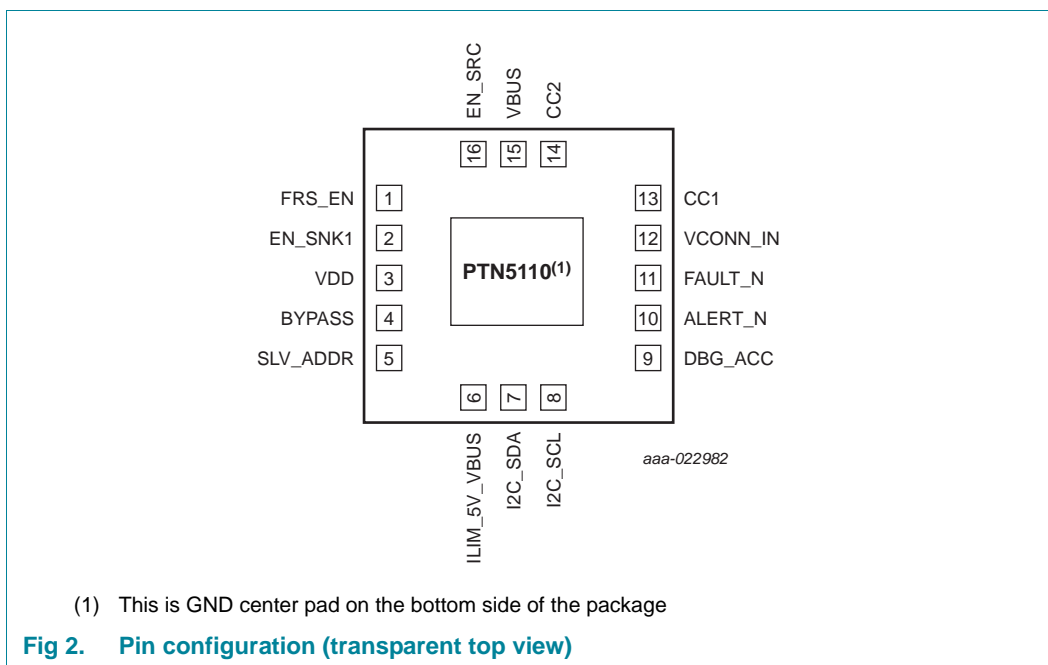 EN_SRC
VBUS
CC2
16
15
14
FRS_EN 1
13 CC1
EN_SNK1 2
12 VCONN_IN
VDD 3
PTN5110(1)
11 FAULT_N
BYPASS 4
10 ALERT_N
SLV_ADDR 5
9 DBG_ACC
6
7
8
ILIM_5V_VBUS
I2C_SDA
I2C_SCL
aaa-022982
(1) This is GND center pad on the bottom side of the package
Fig 2. Pin configuration (transparent top view)